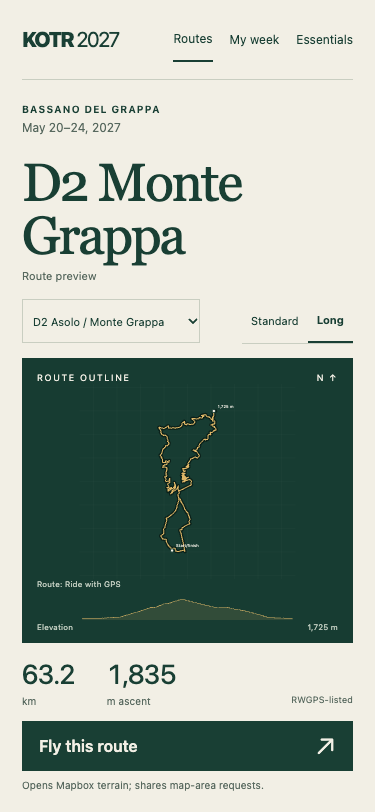 KOTR 2027
Routes My week Essentials
BASSANO DEL GRAPPA
May 20–24, 2027
D2 Monte
Grappa
Route preview
D2 Asolo / Monte Grappa
Standard Long
ROUTE OUTLINE N ↑
1,725 m
Start/finish
Route: Ride with GPS
Elevation 1,725 m
63.2 1,835
km m ascent RWGPS-listed
Fly this route
Opens Mapbox terrain; shares map-area requests.